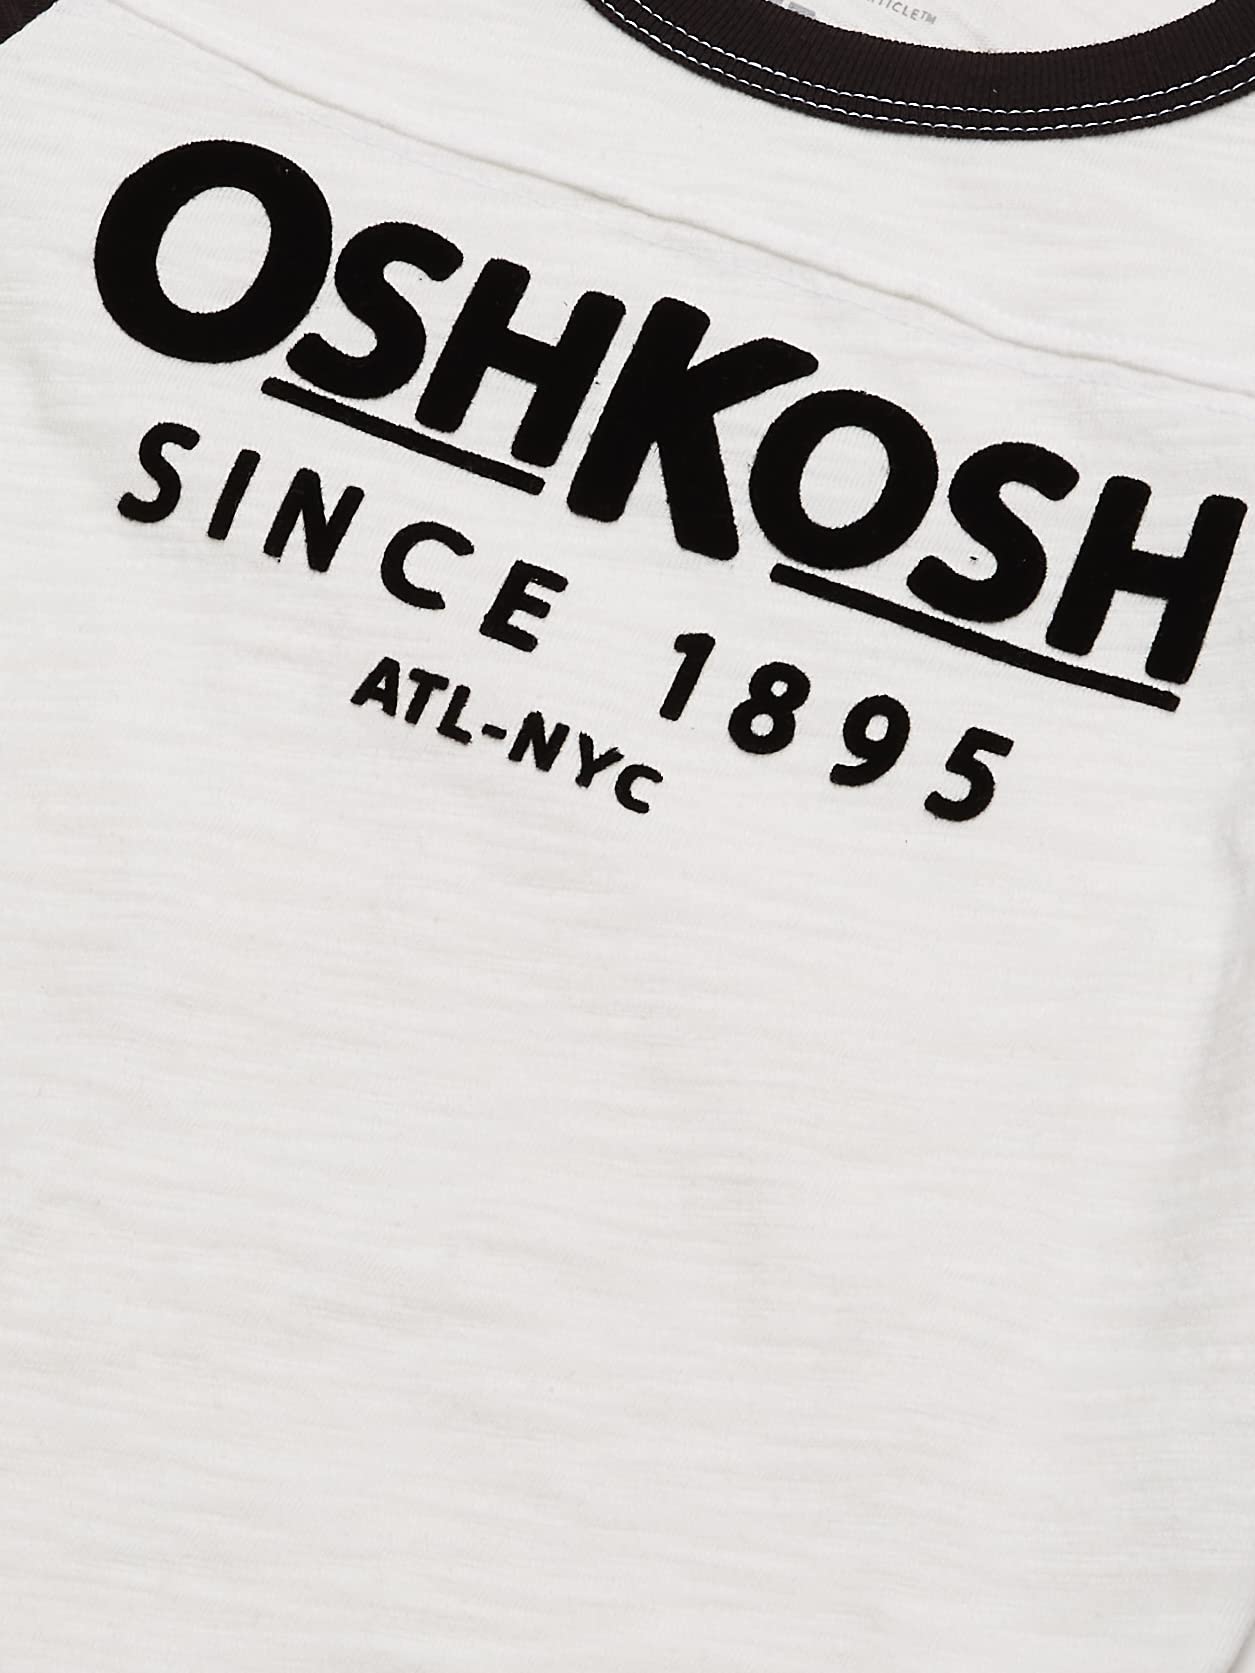 OSHKOSH
SINCE 1895
ATL-NYC